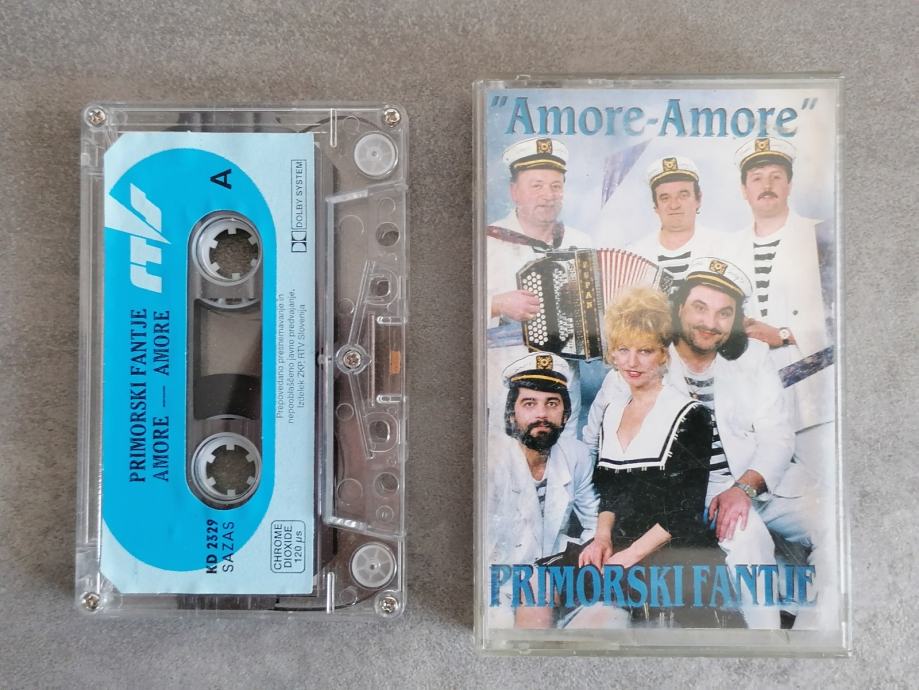 A
DOLBY SYSTEM
rtvs
PRIMORSKI FANTJE
AMORE — AMORE
Prepovedano presnemavanje in
nepooblaščeno javno predvajanje.
Izdelek ZKP, RTV Slovenija
KD 2329
SAZAS
CHROME
DIOXIDE
120 µs
"Amore-Amore"
PRIMORSKI FANTJE